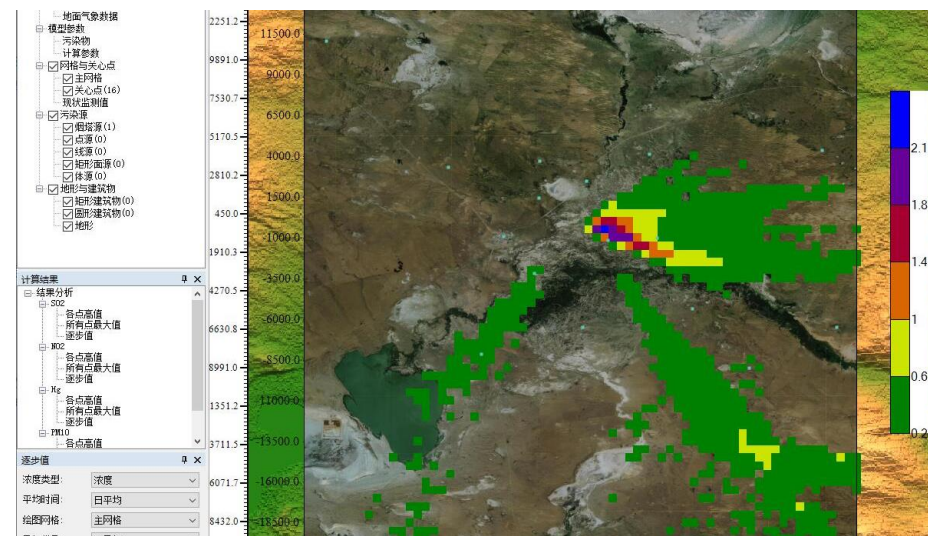 地面气象数据
模型参数
污染物
计算参数
网格与关心点
主网格
关心点(16)
现状监测值
污染源
烟塔源(1)
点源(0)
线源(0)
矩形面源(0)
体源(0)
地形与建筑物
矩形建筑物(0)
圆形建筑物(0)
地形
计算结果
结果分析
SO2
各点高值
所有点最大值
逐步值
NO2
各点高值
所有点最大值
逐步值
Hg
各点高值
所有点最大值
逐步值
PM10
各点高值
逐步值
浓度类型: 浓度
平均时间: 日平均
绘图网格: 主网格
2251.2
9891.0
7530.7
5170.5
2810.2
450.0
1910.3
4270.5
6630.8
8991.0
1351.2
3711.5
6071.7
8432.0
11500.0
9000.0
6500.0
4000.0
1500.0
-1000.0
-3500.0
-6000.0
-8500.0
-11000.0
-13500.0
-16000.0
-18500.0
2.1
1.8
1.4
1
0.6
0.2